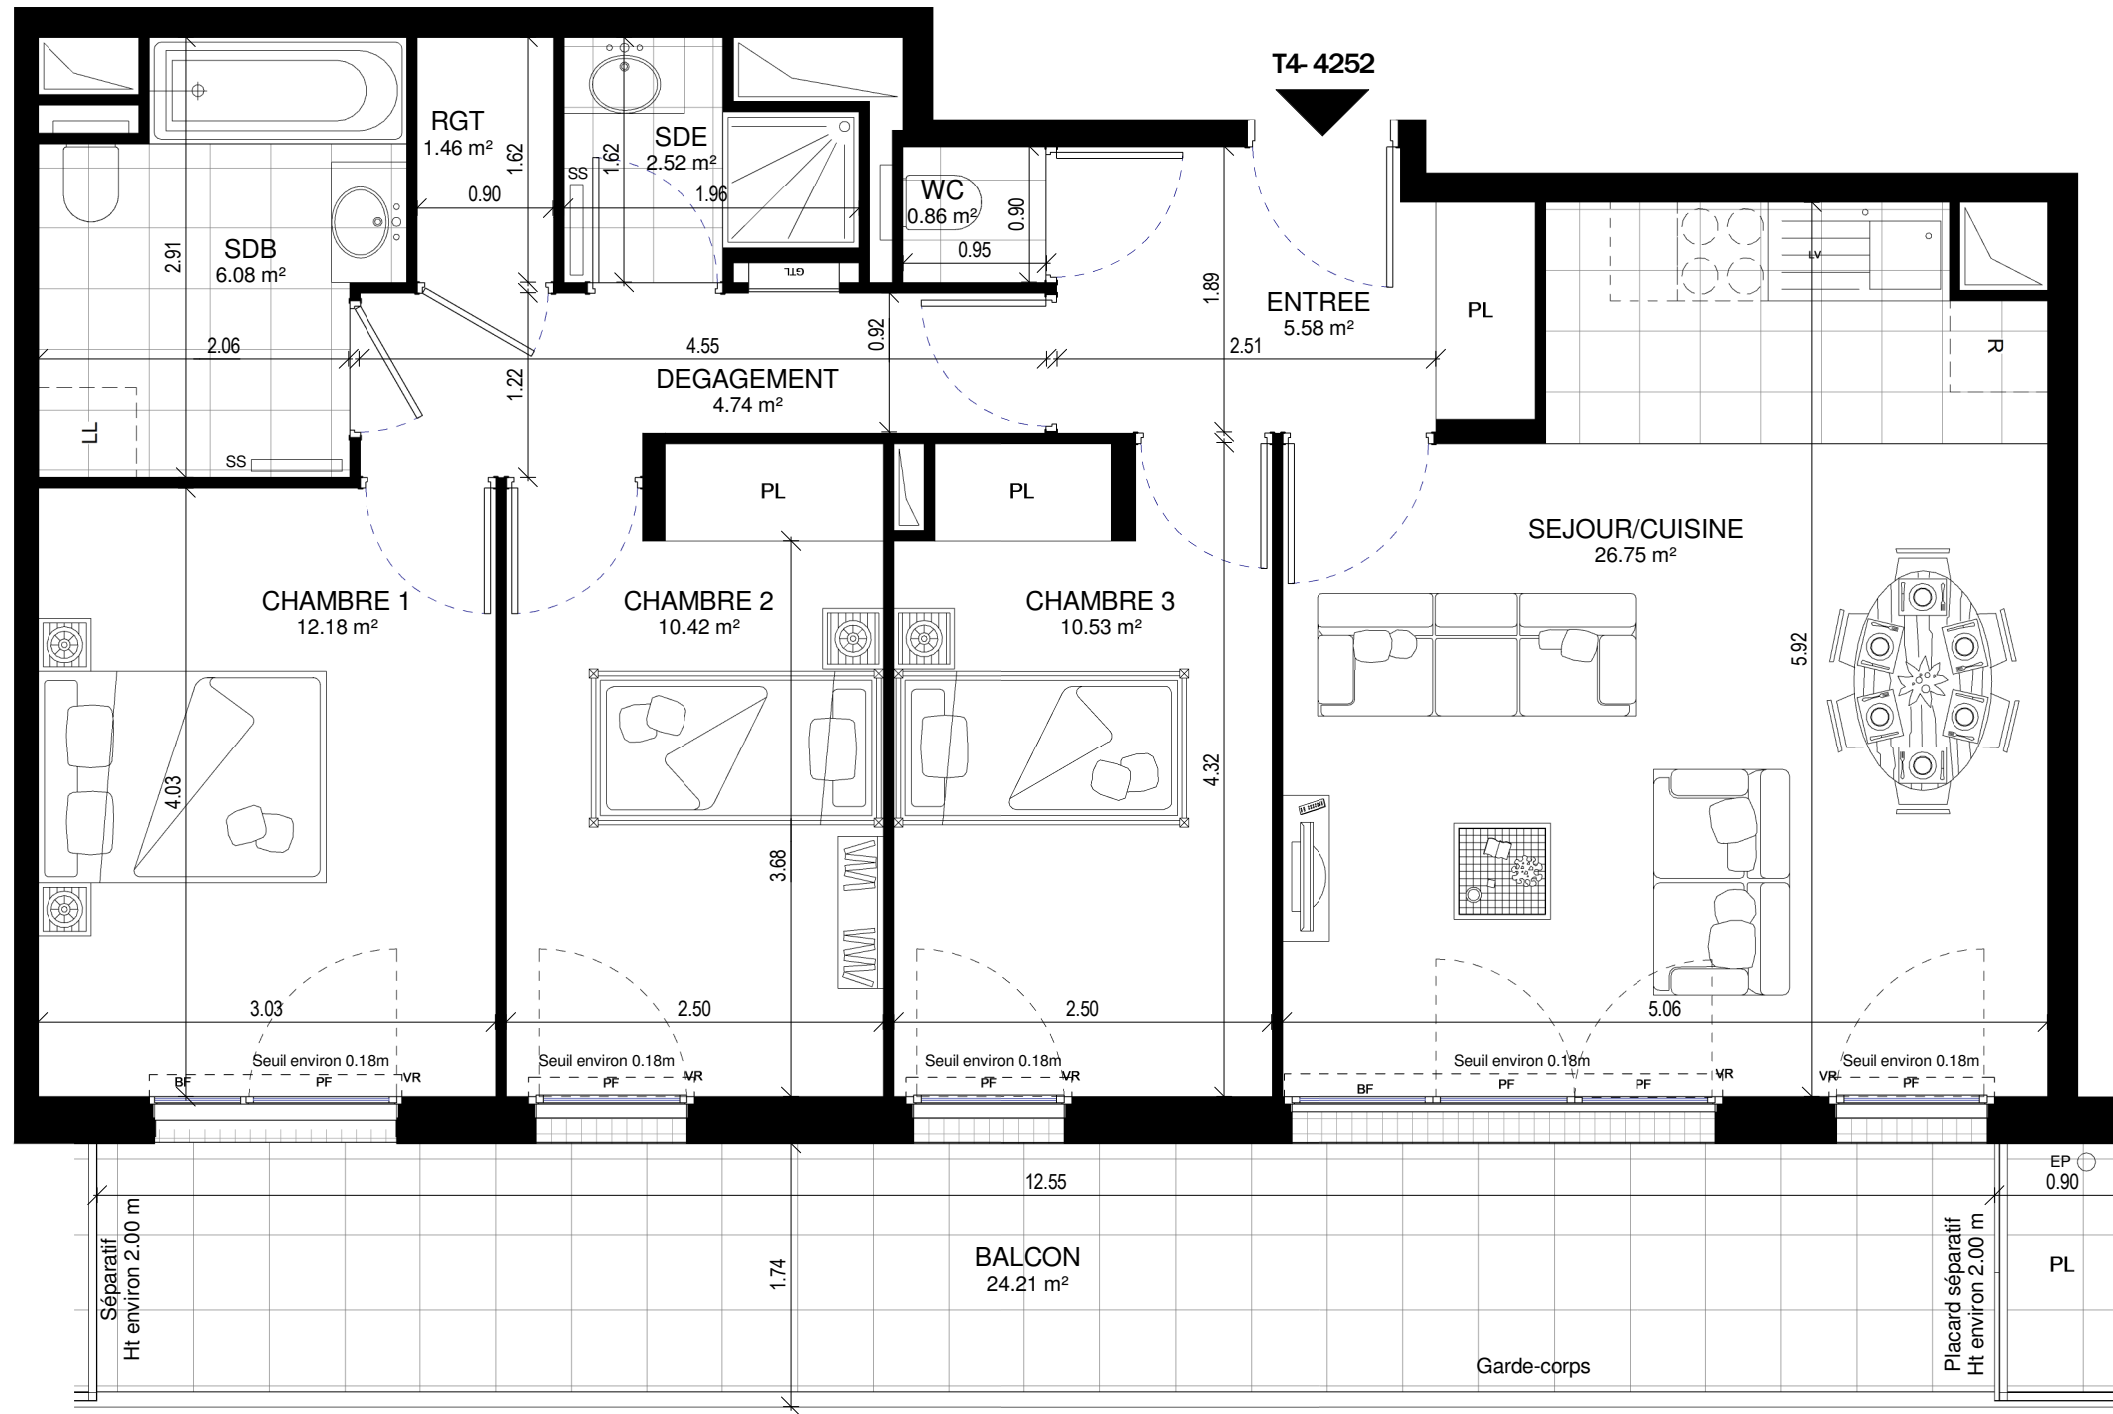 T4- 4252
RGT
1.46 m²
1.62
0.90
SDE
2.52 m²
1.62
SS
1.96
GTL
WC
0.86 m²
0.90
0.95
SDB
6.08 m²
2.91
2.06
LL
SS
ENTREE
5.58 m²
1.89
2.51
PL
LV
R
4.55
0.92
1.22
DEGAGEMENT
4.74 m²
PL
PL
SEJOUR/CUISINE
26.75 m²
5.92
CHAMBRE 1
12.18 m²
4.03
CHAMBRE 2
10.42 m²
3.68
CHAMBRE 3
10.53 m²
4.32
3.03
2.50
2.50
5.06
Seuil environ 0.18m
BF
PF
VR
Seuil environ 0.18m
PF
VR
Seuil environ 0.18m
PF
VR
Seuil environ 0.18m
BF
PF
PF
VR
Seuil environ 0.18m
VR
PF
12.55
EP
0.90
Séparatif
Ht environ 2.00 m
1.74
BALCON
24.21 m²
Placard séparatif
Ht environ 2.00 m
PL
Garde-corps